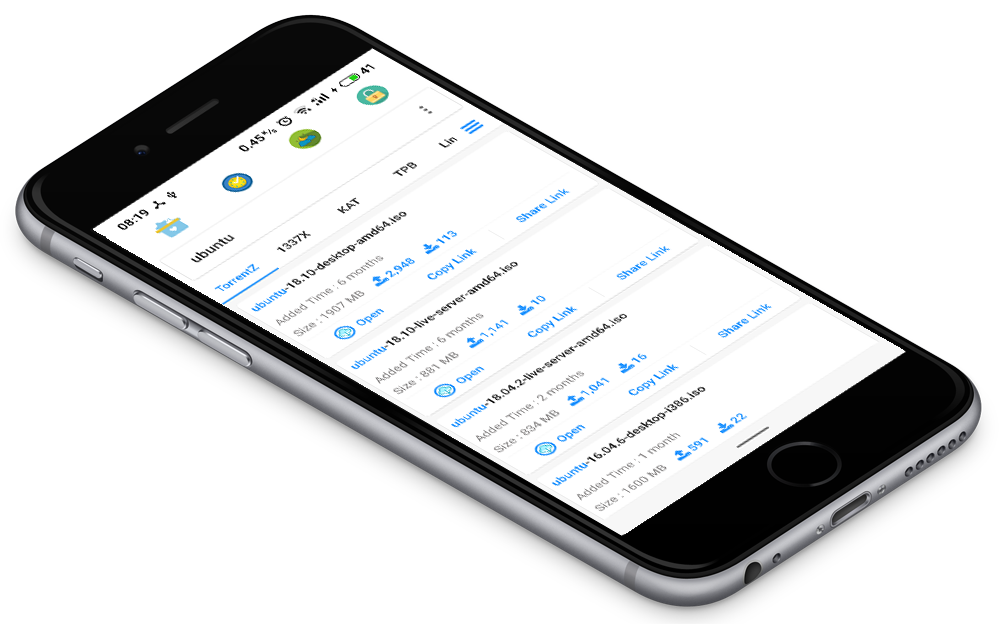 08:19 0.45 K/s 41
ubuntu
TorrentZ 1337X KAT TPB Lin
ubuntu-18.10-desktop-amd64.iso
Added Time : 6 months
Size : 1907 MB 2,948 113
Open Copy Link Share Link
ubuntu-18.10-live-server-amd64.iso
Added Time : 6 months
Size : 881 MB 1,141 10
Open Copy Link Share Link
ubuntu-18.04.2-live-server-amd64.iso
Added Time : 2 months
Size : 834 MB 1,041 16
Open Copy Link Share Link
ubuntu-16.04.6-desktop-i386.iso
Added Time : 1 month
Size : 1600 MB 591 22